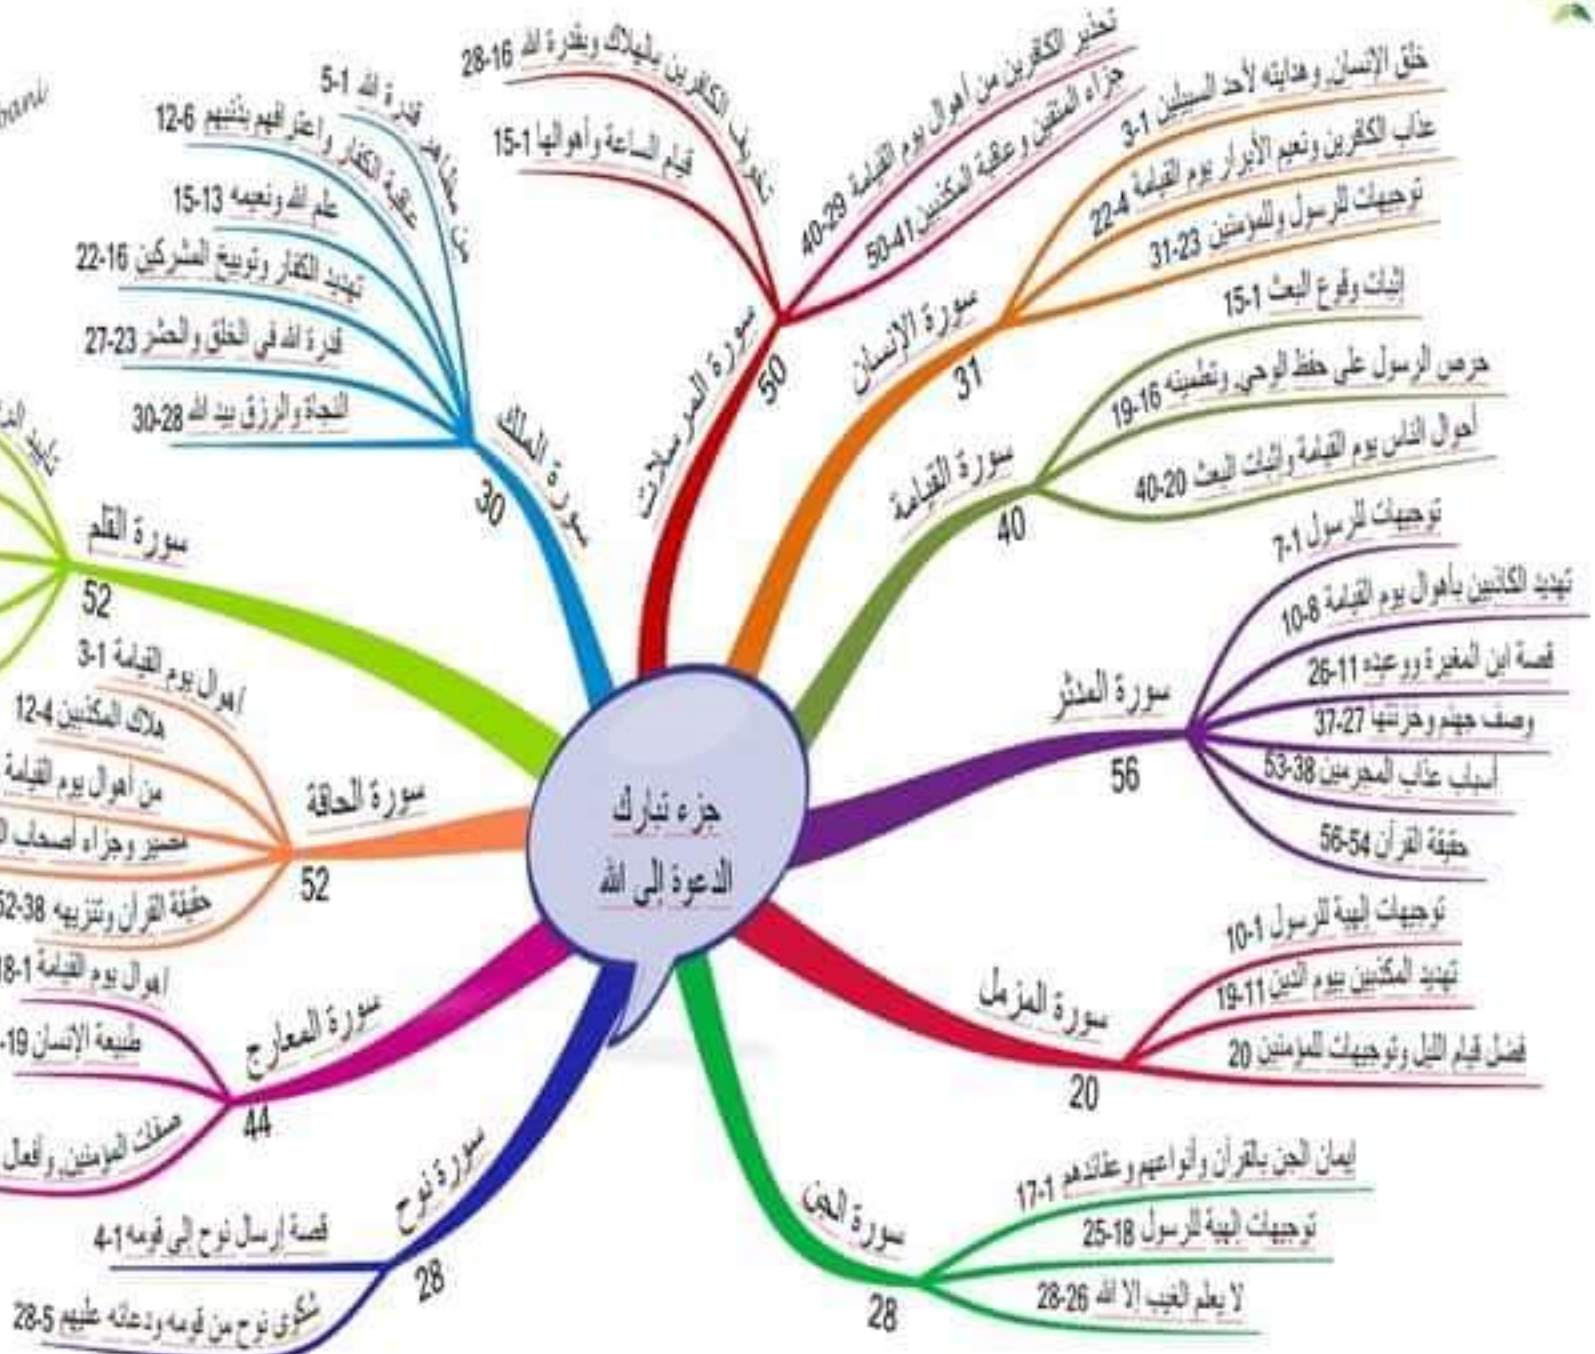 جزء تبارك
الدعوة إلى الله
سورة الملك
30
من مظاهر قدرة الله 1-5
عاقبة الكفار واعترافهم بذنبهم 6-12
علم الله ونعيمه 13-15
تهديد الكفار وتوبيخ المشركين 16-22
قدرة الله في الخلق والحشر 23-27
النجاة والرزق بيد الله 28-30
سورة القلم
52
تأييد
سورة الحاقة
52
أهوال يوم القيامة 1-3
هلاك المكذبين 4-12
من أهوال يوم القيامة
مصير وجزاء أصحاب
حقيقة القرآن وتنزيهه 38-52
سورة المعارج
44
أهوال يوم القيامة 1-18
طبيعة الإنسان 19-
صفات المؤمنين وأفعال
سورة نوح
28
قصة إرسال نوح إلى قومه 1-4
شكوى نوح من قومه ودعائه عليهم 5-28
سورة الجن
28
إيمان الجن بالقرآن وأنواعهم وعقائدهم 1-17
توجيهات إلهية للرسول 18-25
لا يعلم الغيب إلا الله 26-28
سورة المزمل
20
توجيهات إلهية للرسول 1-10
تهديد المكذبين بيوم الدين 11-19
فضل قيام الليل وتوجيهات للمؤمنين 20
سورة المدثر
56
توجيهات للرسول 1-7
تهديد الكاذبين بأهوال يوم القيامة 8-10
قصة ابن المغيرة ووعيده 11-26
وصف جهنم وخزنتها 27-37
أسباب عذاب المجرمين 38-53
حقيقة القرآن 54-56
سورة القيامة
40
إثبات وقوع البعث 1-15
حرص الرسول على حفظ الوحي وتطمينه 16-19
أحوال الناس يوم القيامة وإثبات البعث 20-40
سورة الإنسان
31
خلق الإنسان وهدايته لأحد السبيلين 1-3
عذاب الكافرين ونعيم الأبرار يوم القيامة 4-22
توجيهات للرسول وللمؤمنين 23-31
سورة المرسلات
50
قيام الساعة وأهوالها 1-15
تخويف الكافرين بالهلاك وبقدرة الله 16-28
تحذير الكافرين من أهوال يوم القيامة 29-40
جزاء المتقين وعاقبة المكذبين 41-50